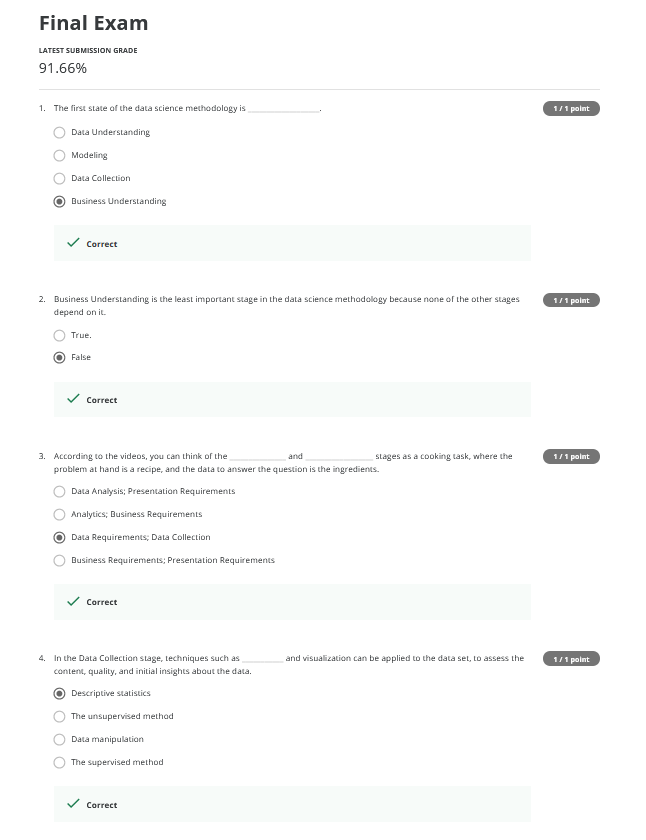 Final Exam
LATEST SUBMISSION GRADE
91.66%
1. The first state of the data science methodology is _________________. 1 / 1 point
Data Understanding
Modeling
Data Collection
Business Understanding
Correct
2. Business Understanding is the least important stage in the data science methodology because none of the other stages 1 / 1 point
depend on it.
True.
False
Correct
3. According to the videos, you can think of the _____________ and ________________ stages as a cooking task, where the 1 / 1 point
problem at hand is a recipe, and the data to answer the question is the ingredients.
Data Analysis; Presentation Requirements
Analytics; Business Requirements
Data Requirements; Data Collection
Business Requirements; Presentation Requirements
Correct
4. In the Data Collection stage, techniques such as __________ and visualization can be applied to the data set, to assess the 1 / 1 point
content, quality, and initial insights about the data.
Descriptive statistics
The unsupervised method
Data manipulation
The supervised method
Correct